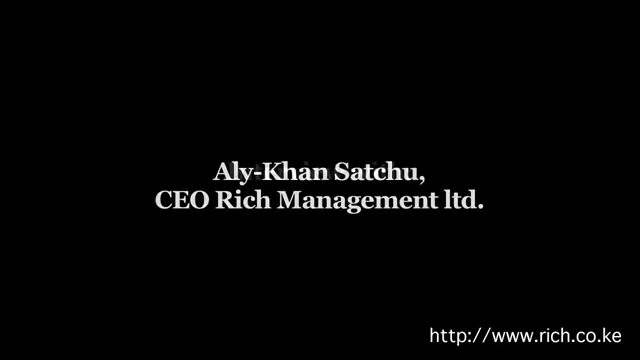 Aly-Khan Satchu,
CEO Rich Management ltd.
http://www.rich.co.ke